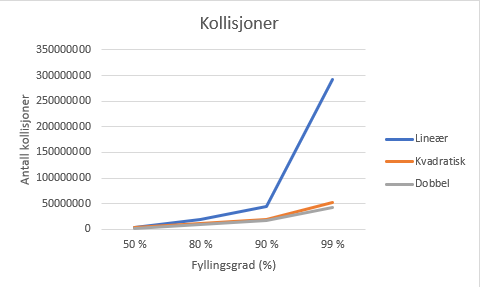 Kollisjoner
350000000
300000000
250000000
200000000
150000000
100000000
50000000
0
Antall kollisjoner
50 % 80 % 90 % 99 %
Fyllingsgrad (%)
Lineær
Kvadratisk
Dobbel